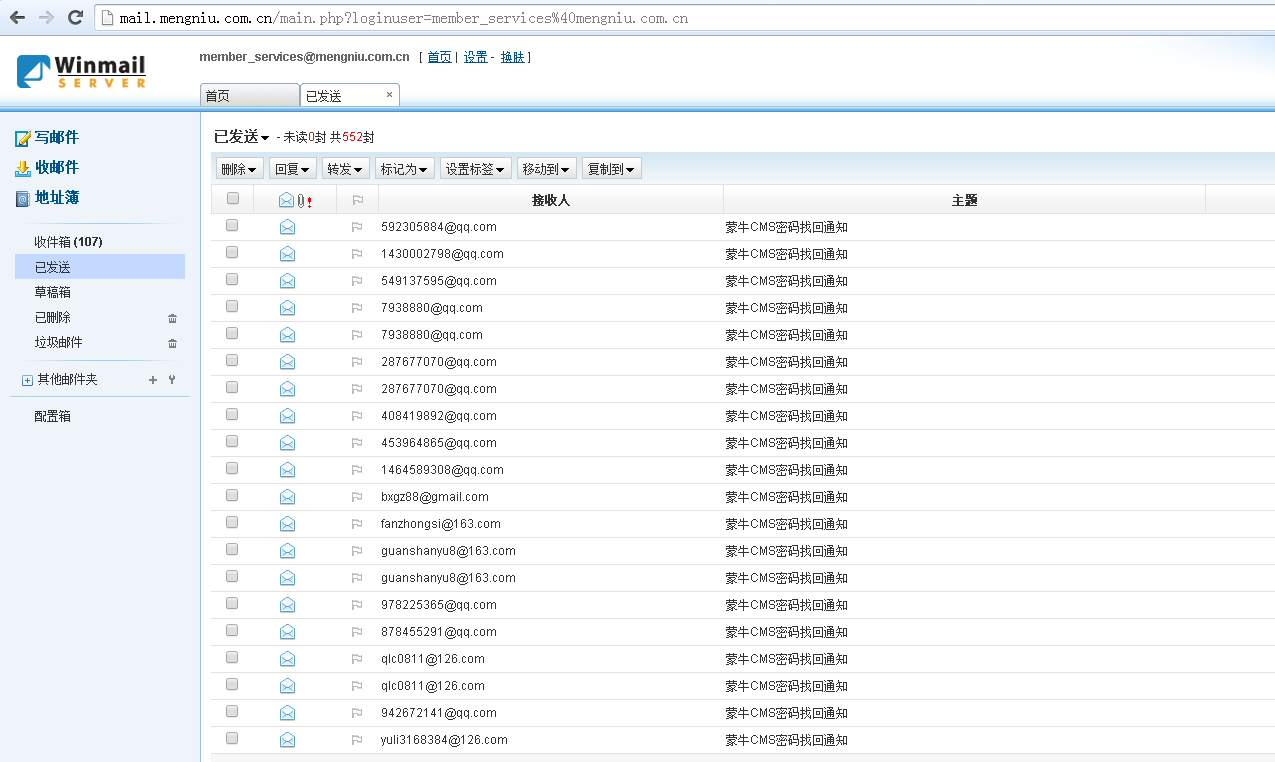 mail.mengniu.com.cn/main.php?loginuser=member_services%40mengniu.com.cn
Winmail
SERVER
member_services@mengniu.com.cn [ 首页 | 设置 - 换肤 ]
首页 已发送 ×
写邮件
收邮件
地址簿
收件箱 (107)
已发送
草稿箱
已删除
垃圾邮件
其他邮件夹
配置箱
已发送 - 未读0封 共552封
删除 回复 转发 标记为 设置标签 移动到 复制到
接收人 主题
592305884@qq.com 蒙牛CMS密码找回通知
1430002798@qq.com 蒙牛CMS密码找回通知
549137595@qq.com 蒙牛CMS密码找回通知
7938880@qq.com 蒙牛CMS密码找回通知
7938880@qq.com 蒙牛CMS密码找回通知
287677070@qq.com 蒙牛CMS密码找回通知
287677070@qq.com 蒙牛CMS密码找回通知
408419892@qq.com 蒙牛CMS密码找回通知
453964865@qq.com 蒙牛CMS密码找回通知
1464589308@qq.com 蒙牛CMS密码找回通知
bxgz88@gmail.com 蒙牛CMS密码找回通知
fanzhongsi@163.com 蒙牛CMS密码找回通知
guanshanyu8@163.com 蒙牛CMS密码找回通知
guanshanyu8@163.com 蒙牛CMS密码找回通知
978225365@qq.com 蒙牛CMS密码找回通知
878455291@qq.com 蒙牛CMS密码找回通知
qlc0811@126.com 蒙牛CMS密码找回通知
qlc0811@126.com 蒙牛CMS密码找回通知
942672141@qq.com 蒙牛CMS密码找回通知
yuli3168384@126.com 蒙牛CMS密码找回通知